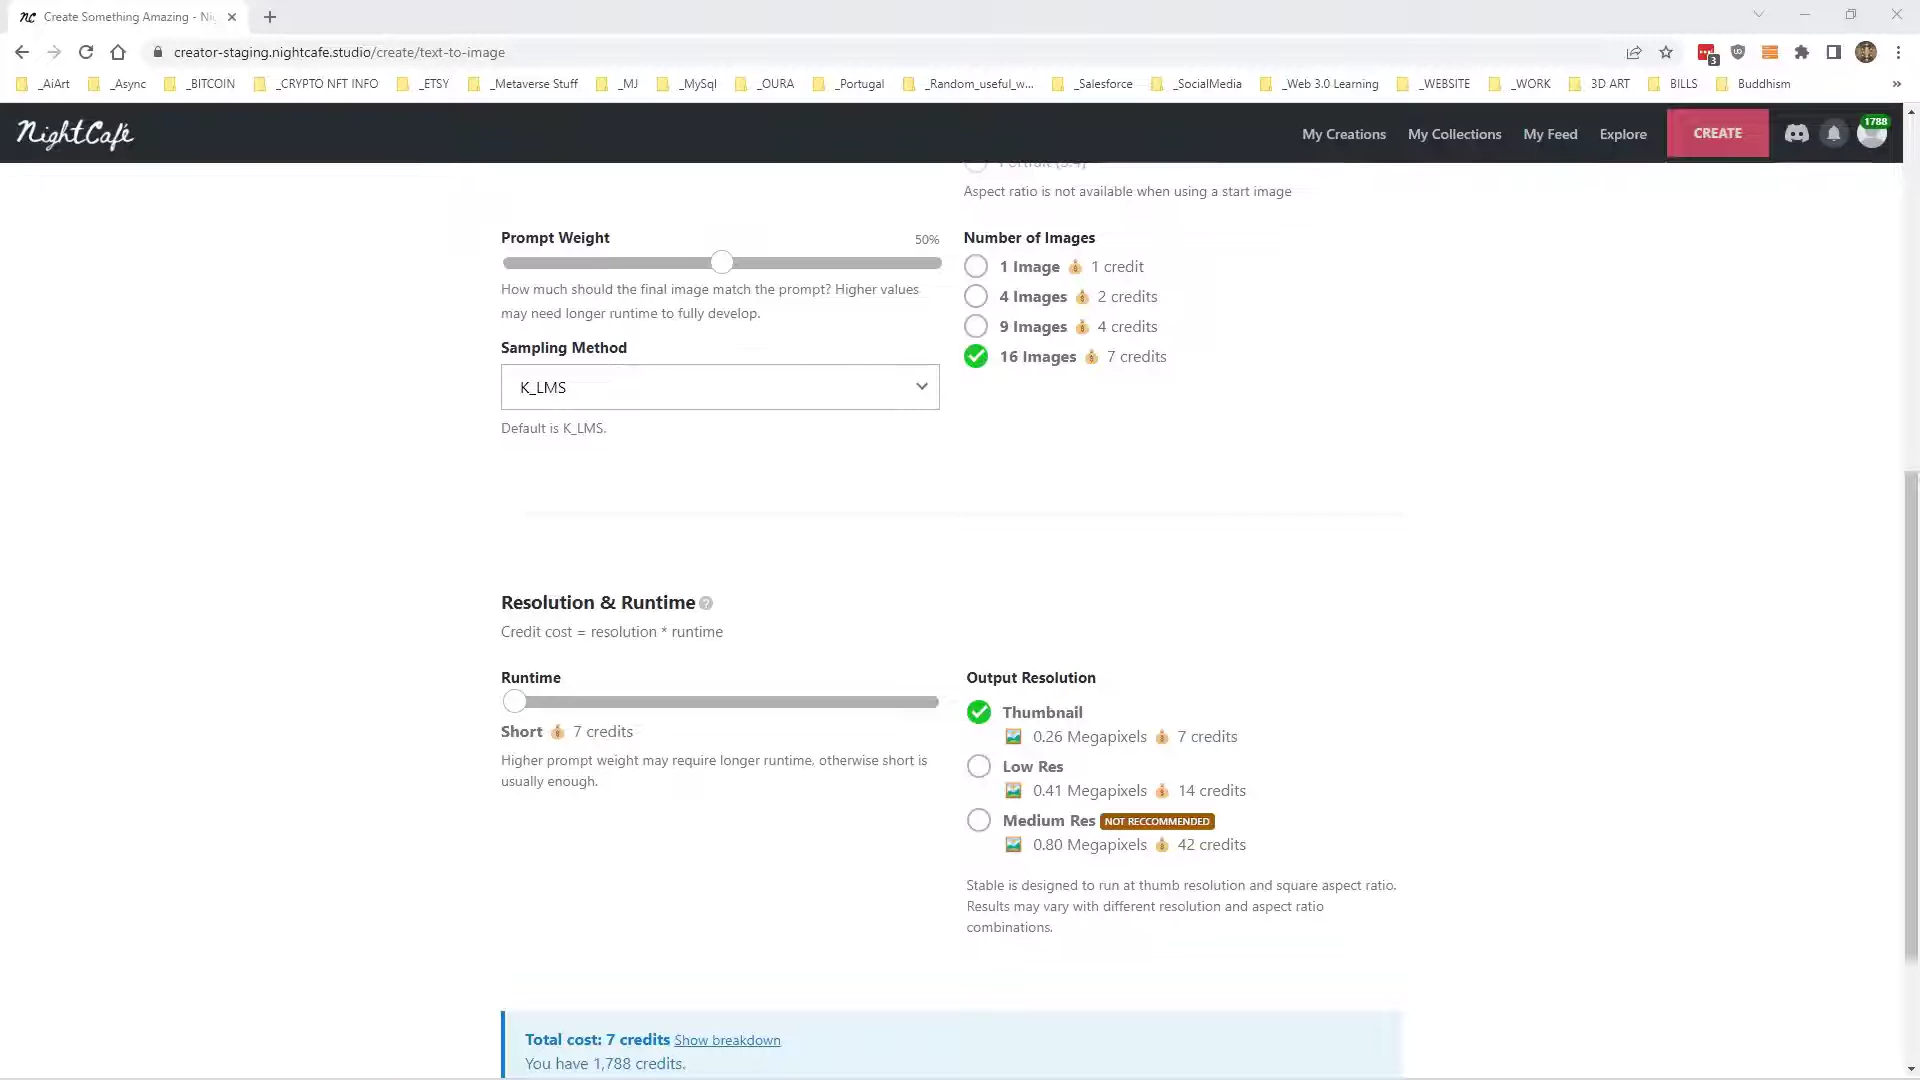 Create Something Amazing - Ni
creator-staging.nightcafe.studio/create/text-to-image
3
_AiArt
_Async
_BITCOIN
_CRYPTO NFT INFO
_ETSY
_Metaverse Stuff
_MJ
_MySql
_OURA
_Portugal
_Random_useful_w...
_Salesforce
_SocialMedia
_Web 3.0 Learning
_WEBSITE
_WORK
3D ART
BILLS
Buddhism
»
NightCafé
My Creations
My Collections
My Feed
Explore
CREATE
1788
Aspect ratio is not available when using a start image
Prompt Weight
50%
How much should the final image match the prompt? Higher values
may need longer runtime to fully develop.
Sampling Method
K_LMS
Default is K_LMS.
Number of Images
1 Image 1 credit
4 Images 2 credits
9 Images 4 credits
16 Images 7 credits
Resolution & Runtime ?
Credit cost = resolution * runtime
Runtime
Short 7 credits
Higher prompt weight may require longer runtime, otherwise short is
usually enough.
Output Resolution
Thumbnail
0.26 Megapixels 7 credits
Low Res
0.41 Megapixels 14 credits
Medium Res NOT RECCOMMENDED
0.80 Megapixels 42 credits
Stable is designed to run at thumb resolution and square aspect ratio.
Results may vary with different resolution and aspect ratio
combinations.
Total cost: 7 credits Show breakdown
You have 1,788 credits.